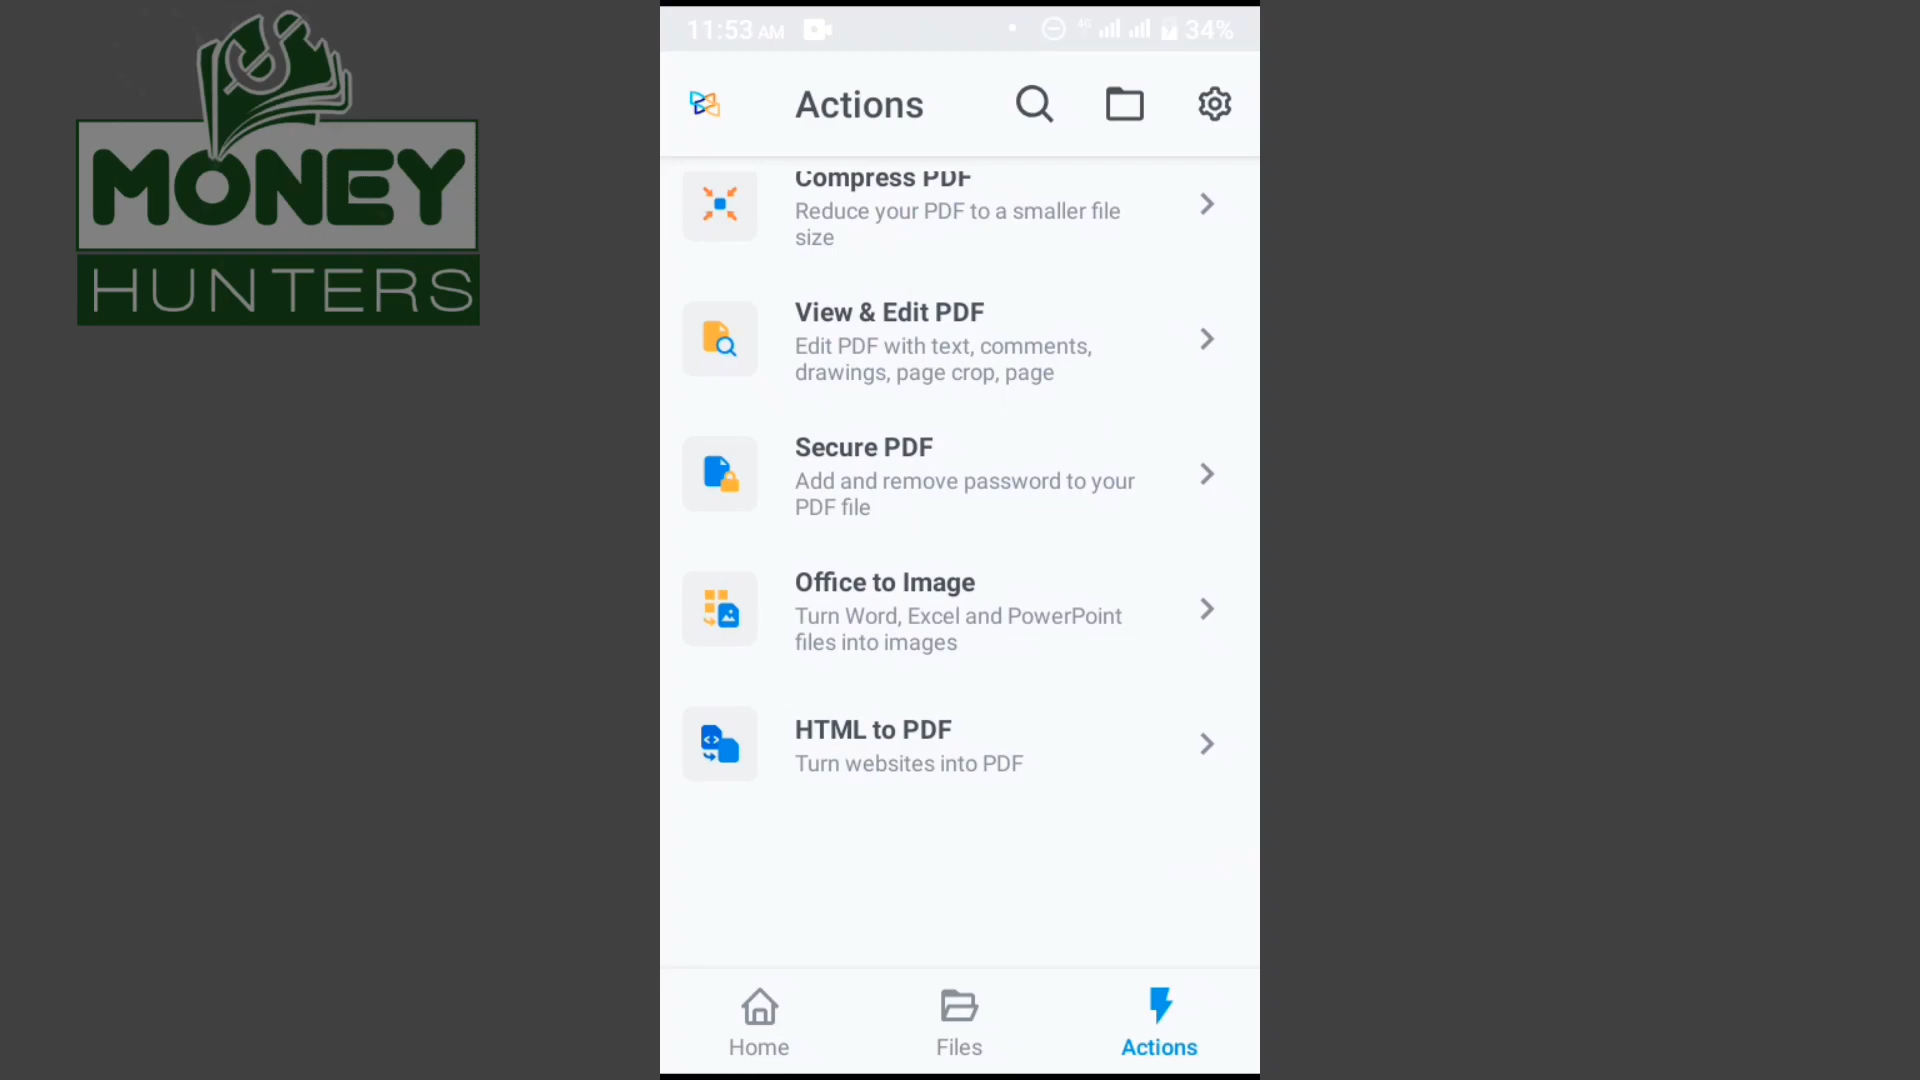 MONEY
HUNTERS
11:53 AM
4G
34%
Actions
Compress PDF
Reduce your PDF to a smaller file
size
View & Edit PDF
Edit PDF with text, comments,
drawings, page crop, page
Secure PDF
Add and remove password to your
PDF file
Office to Image
Turn Word, Excel and PowerPoint
files into images
HTML to PDF
Turn websites into PDF
Home
Files
Actions